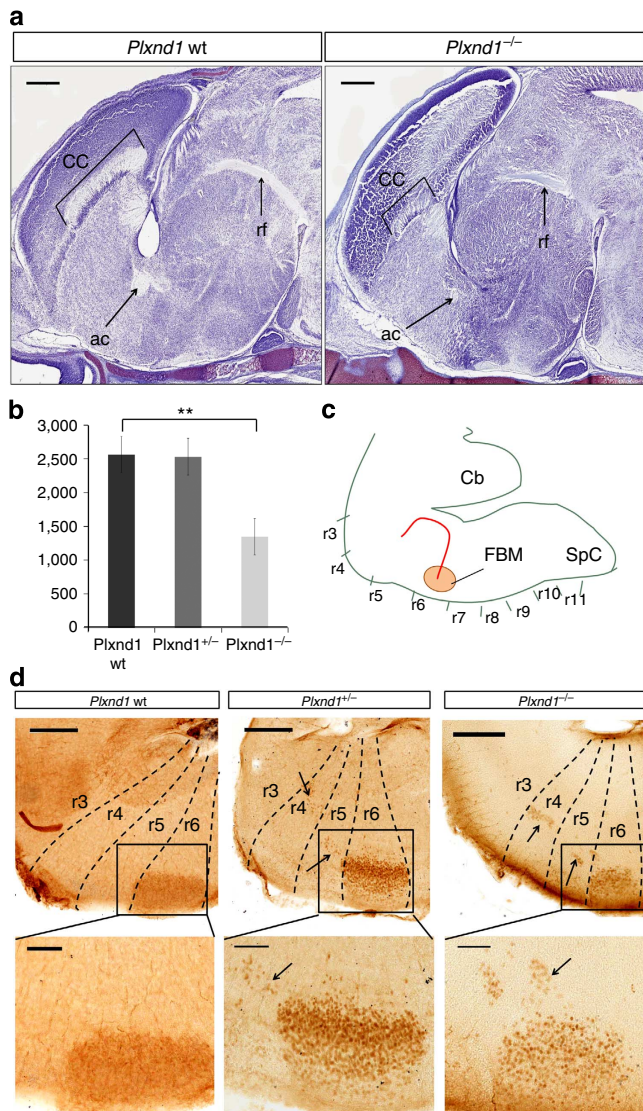 a
Plxnd1 wt
Plxnd1−/−
CC
rf
ac
CC
rf
ac
b
**
3,000
2,500
2,000
1,500
1,000
500
0
Plxnd1 wt
Plxnd1+/−
Plxnd1−/−
c
Cb
r3
FBM
SpC
r4
r5
r6
r7
r8
r9
r10
r11
d
Plxnd1 wt
Plxnd1+/−
Plxnd1−/−
r3
r4
r5
r6
r3
r4
r5
r6
r3
r4
r5
r6